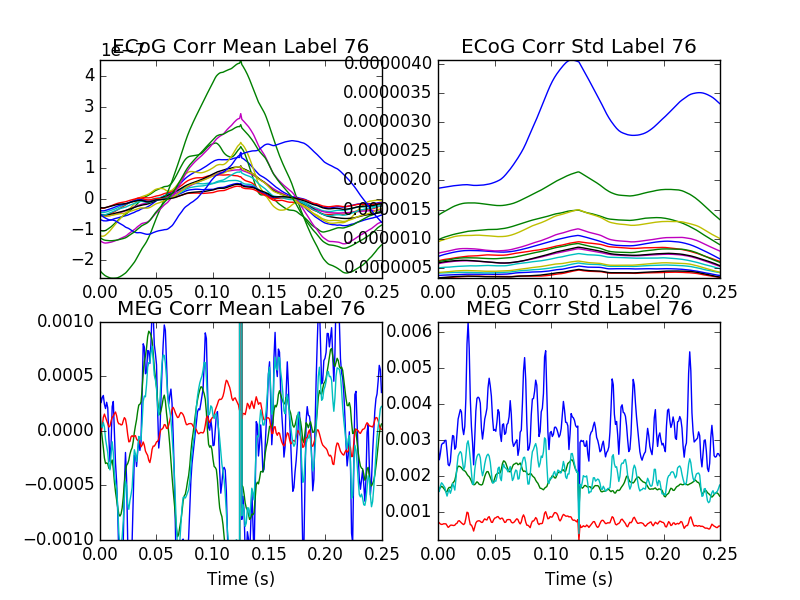 ECoG Corr Mean Label 76
1e−7
4
3
2
1
0
−1
−2
0.00 0.05 0.10 0.15 0.20 0.25
ECoG Corr Std Label 76
0.0000040
0.0000035
0.0000030
0.0000025
0.0000020
0.0000015
0.0000010
0.0000005
0.00 0.05 0.10 0.15 0.20 0.25
MEG Corr Mean Label 76
0.0010
0.0005
0.0000
−0.0005
−0.0010
0.00 0.05 0.10 0.15 0.20 0.25
Time (s)
MEG Corr Std Label 76
0.006
0.005
0.004
0.003
0.002
0.001
0.00 0.05 0.10 0.15 0.20 0.25
Time (s)